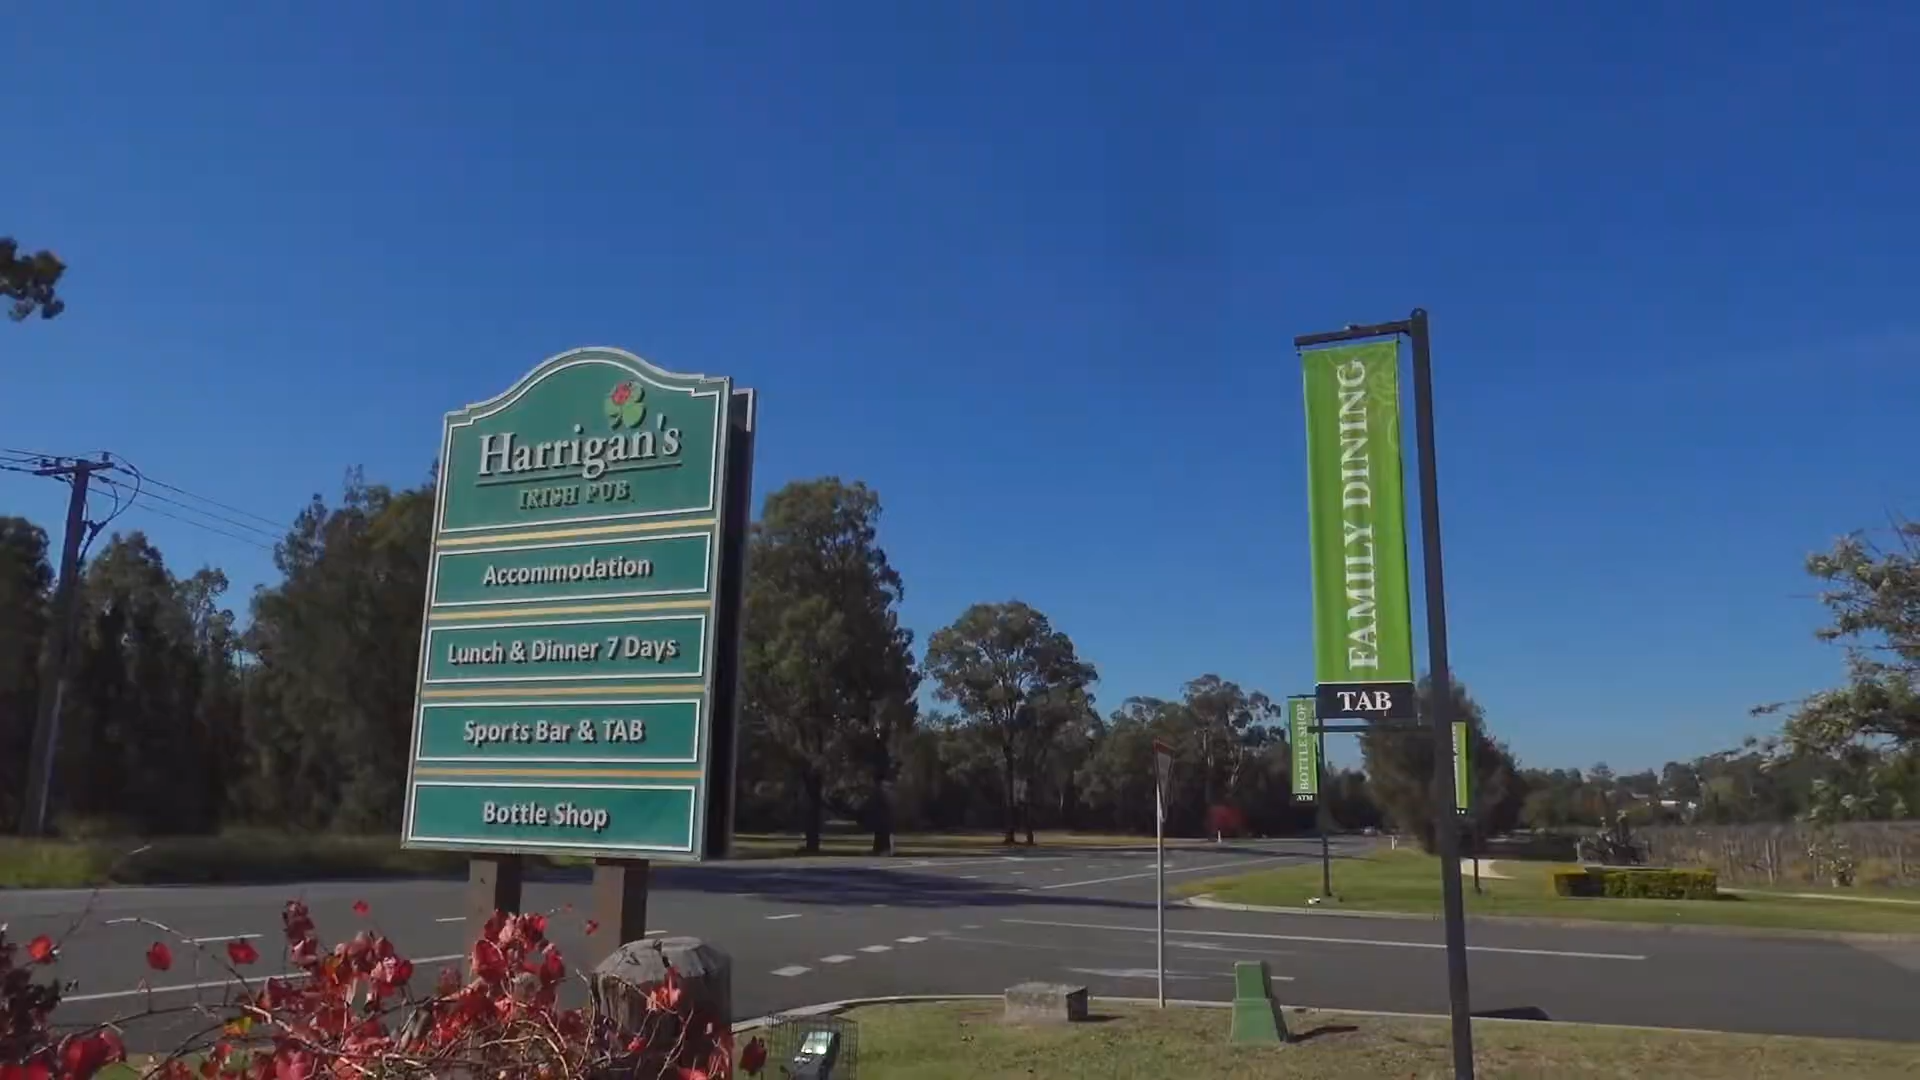 Harrigan's
IRISH PUB
Accommodation
Lunch & Dinner 7 Days
Sports Bar & TAB
Bottle Shop
FAMILY DINING
TAB
BOTTLE SHOP
ATM